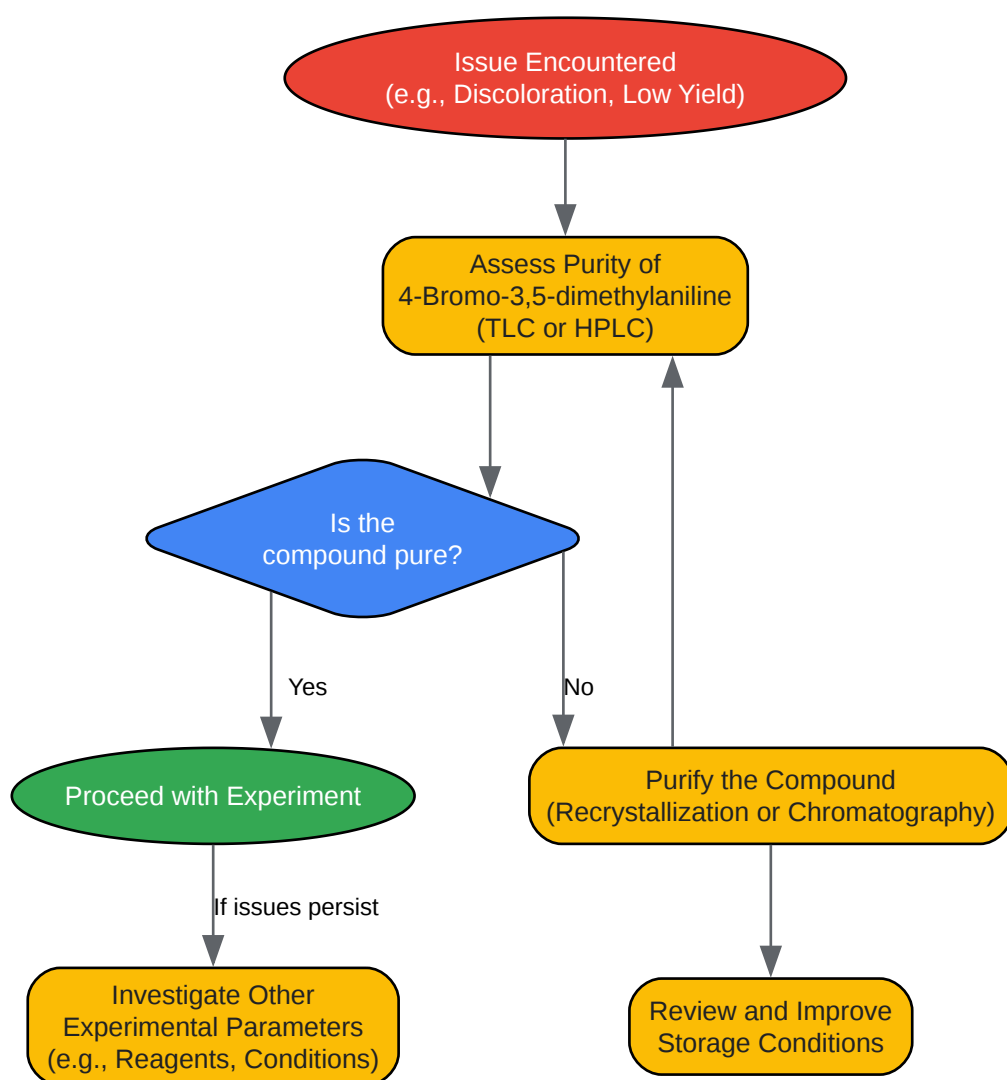 Issue Encountered
(e.g., Discoloration, Low Yield)
Assess Purity of
4-Bromo-3,5-dimethylaniline
(TLC or HPLC)
Is the
compound pure?
Yes
No
Proceed with Experiment
Purify the Compound
(Recrystallization or Chromatography)
If issues persist
Investigate Other
Experimental Parameters
(e.g., Reagents, Conditions)
Review and Improve
Storage Conditions